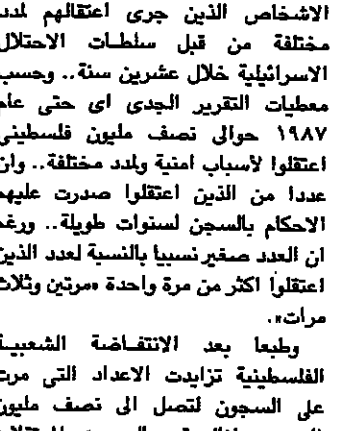 الاشخاص الذين جرى اعتقالهم لمدد
مختلفة من قبل سلطات الاحتلال
الاسرائيلية خلال عشرين سنة.. وحسب
معطيات التقرير الجدى اى حتى عام
١٩٨٧ حوالى نصف مليون فلسطينى
اعتقلوا لأسباب امنية ولمدد مختلفة.. وان
عددا من الذين اعتقلوا صدرت عليهم
الاحكام بالسجن لسنوات طويلة.. ورغم
ان العدد صغير نسبيا بالنسبة لعدد الذين
اعتقلوا اكثر من مرة واحدة «مرتين وثلاث
مرات».
وطبعا بعد الانتفاضة الشعبية
الفلسطينية تزايدت الاعداد التى مرت
على السجون لتصل الى نصف مليون